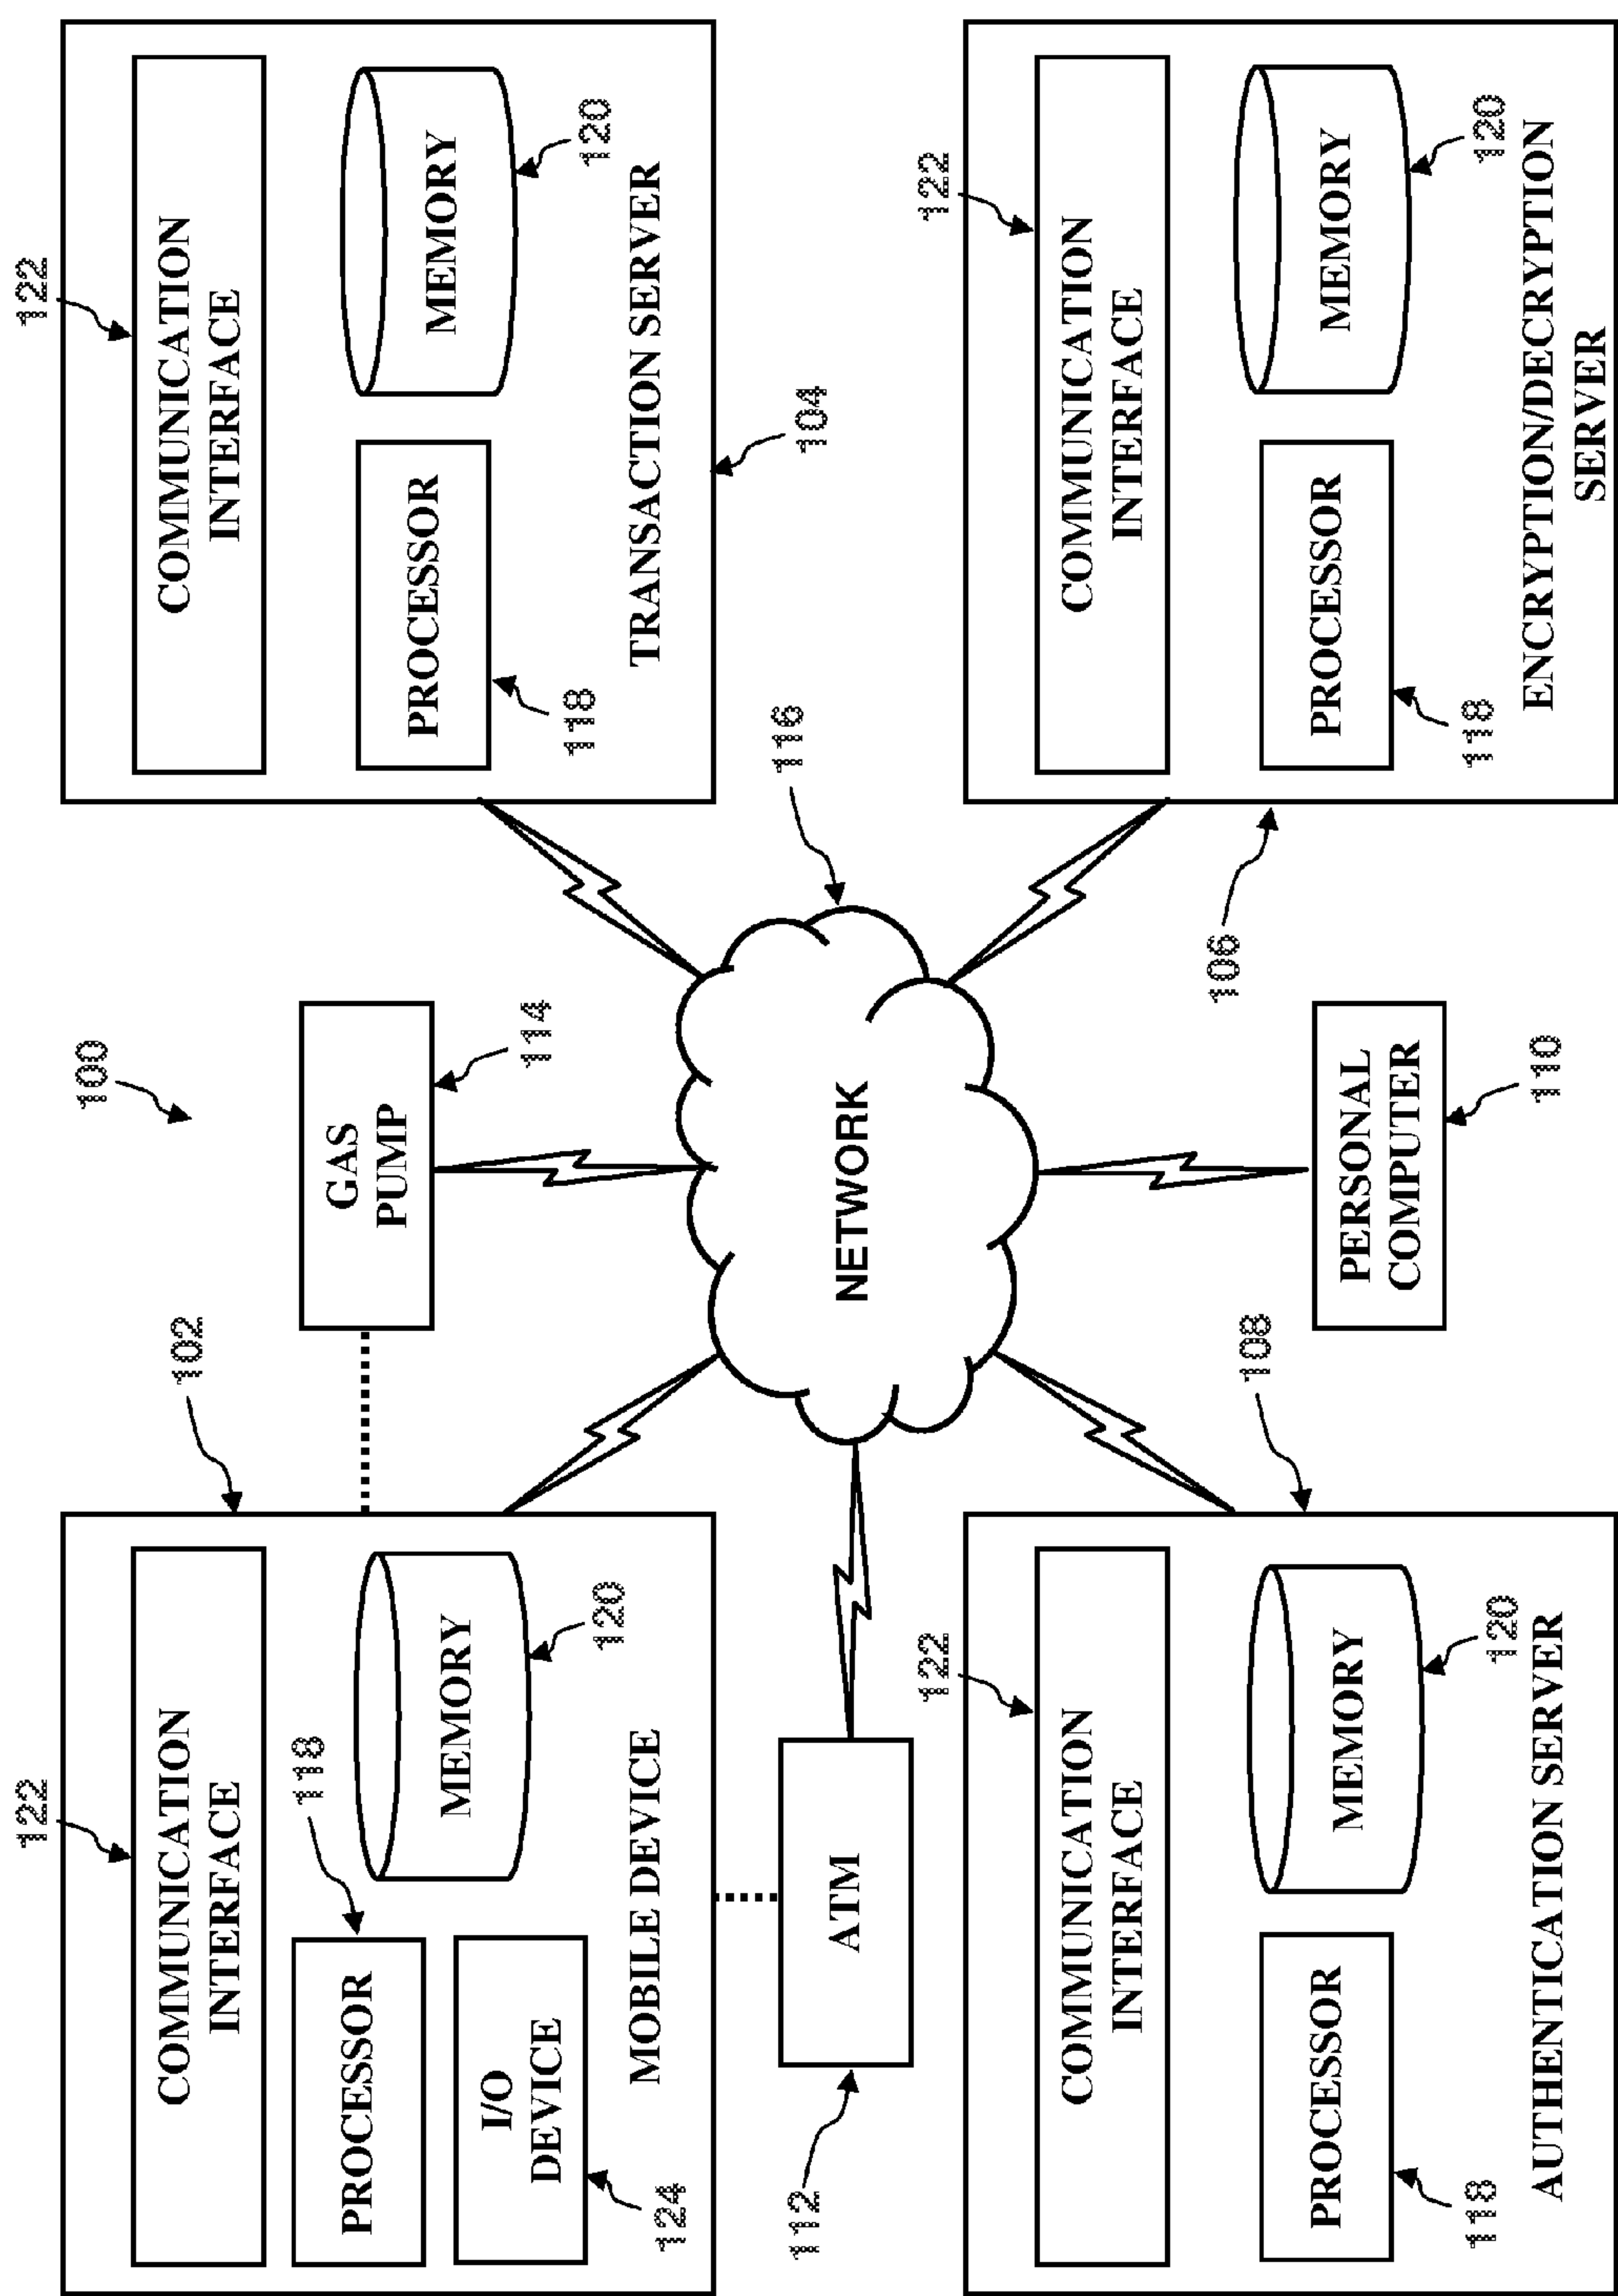 100
122
COMMUNICATION
INTERFACE
118
PROCESSOR
MEMORY
120
I/O
DEVICE
124
MOBILE DEVICE
102
GAS
PUMP
114
122
COMMUNICATION
INTERFACE
PROCESSOR
118
MEMORY
120
TRANSACTION SERVER
104
ATM
112
NETWORK
116
122
COMMUNICATION
INTERFACE
PROCESSOR
118
MEMORY
120
AUTHENTICATION SERVER
108
PERSONAL
COMPUTER
110
122
COMMUNICATION
INTERFACE
PROCESSOR
118
MEMORY
120
ENCRYPTION/DECRYPTION
SERVER
106